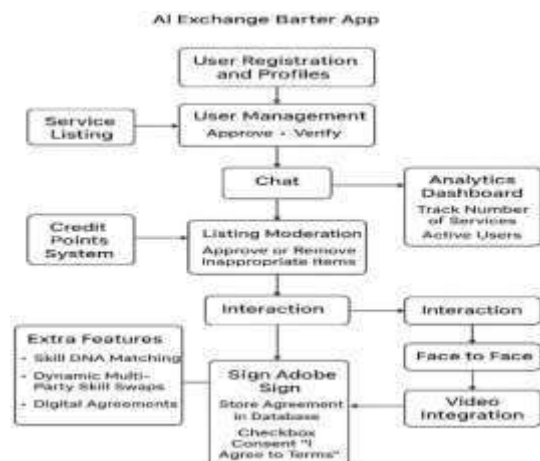 AI Exchange Barter App
User Registration
and Profiles
Service
Listing
User Management
Approve - Verify
Chat
Analytics
Dashboard
Track Number
of Services
Active Users
Credit
Points
System
Listing Moderation
Approve or Remove
Inappropriate Items
Interaction
Interaction
Extra Features
• Skill DNA Matching
• Dynamic Multi-
Party Skill Swaps
• Digital Agreements
Face to Face
Sign Adobe
Sign
Store Agreement
in Database
Checkbox
Consent "I
Agree to Terms"
Video
Integration